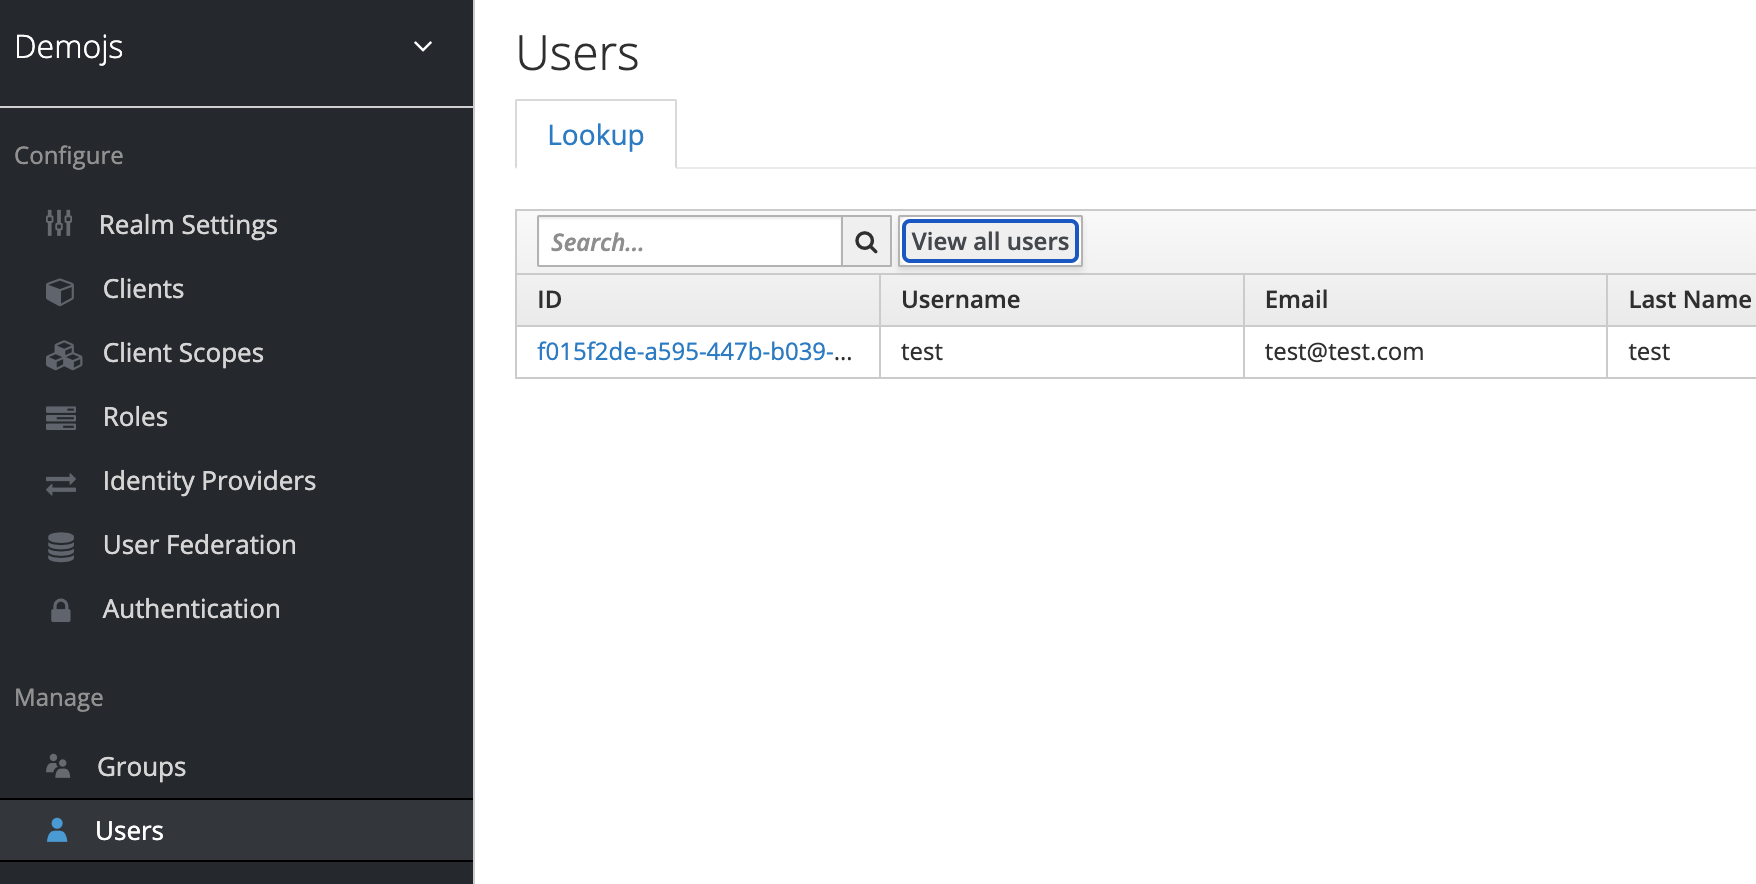 Demojs
Configure
Realm Settings
Clients
Client Scopes
Roles
Identity Providers
User Federation
Authentication
Manage
Groups
Users
Users
Lookup
Search... View all users
ID Username Email Last Name
f015f2de-a595-447b-b039-... test test@test.com test